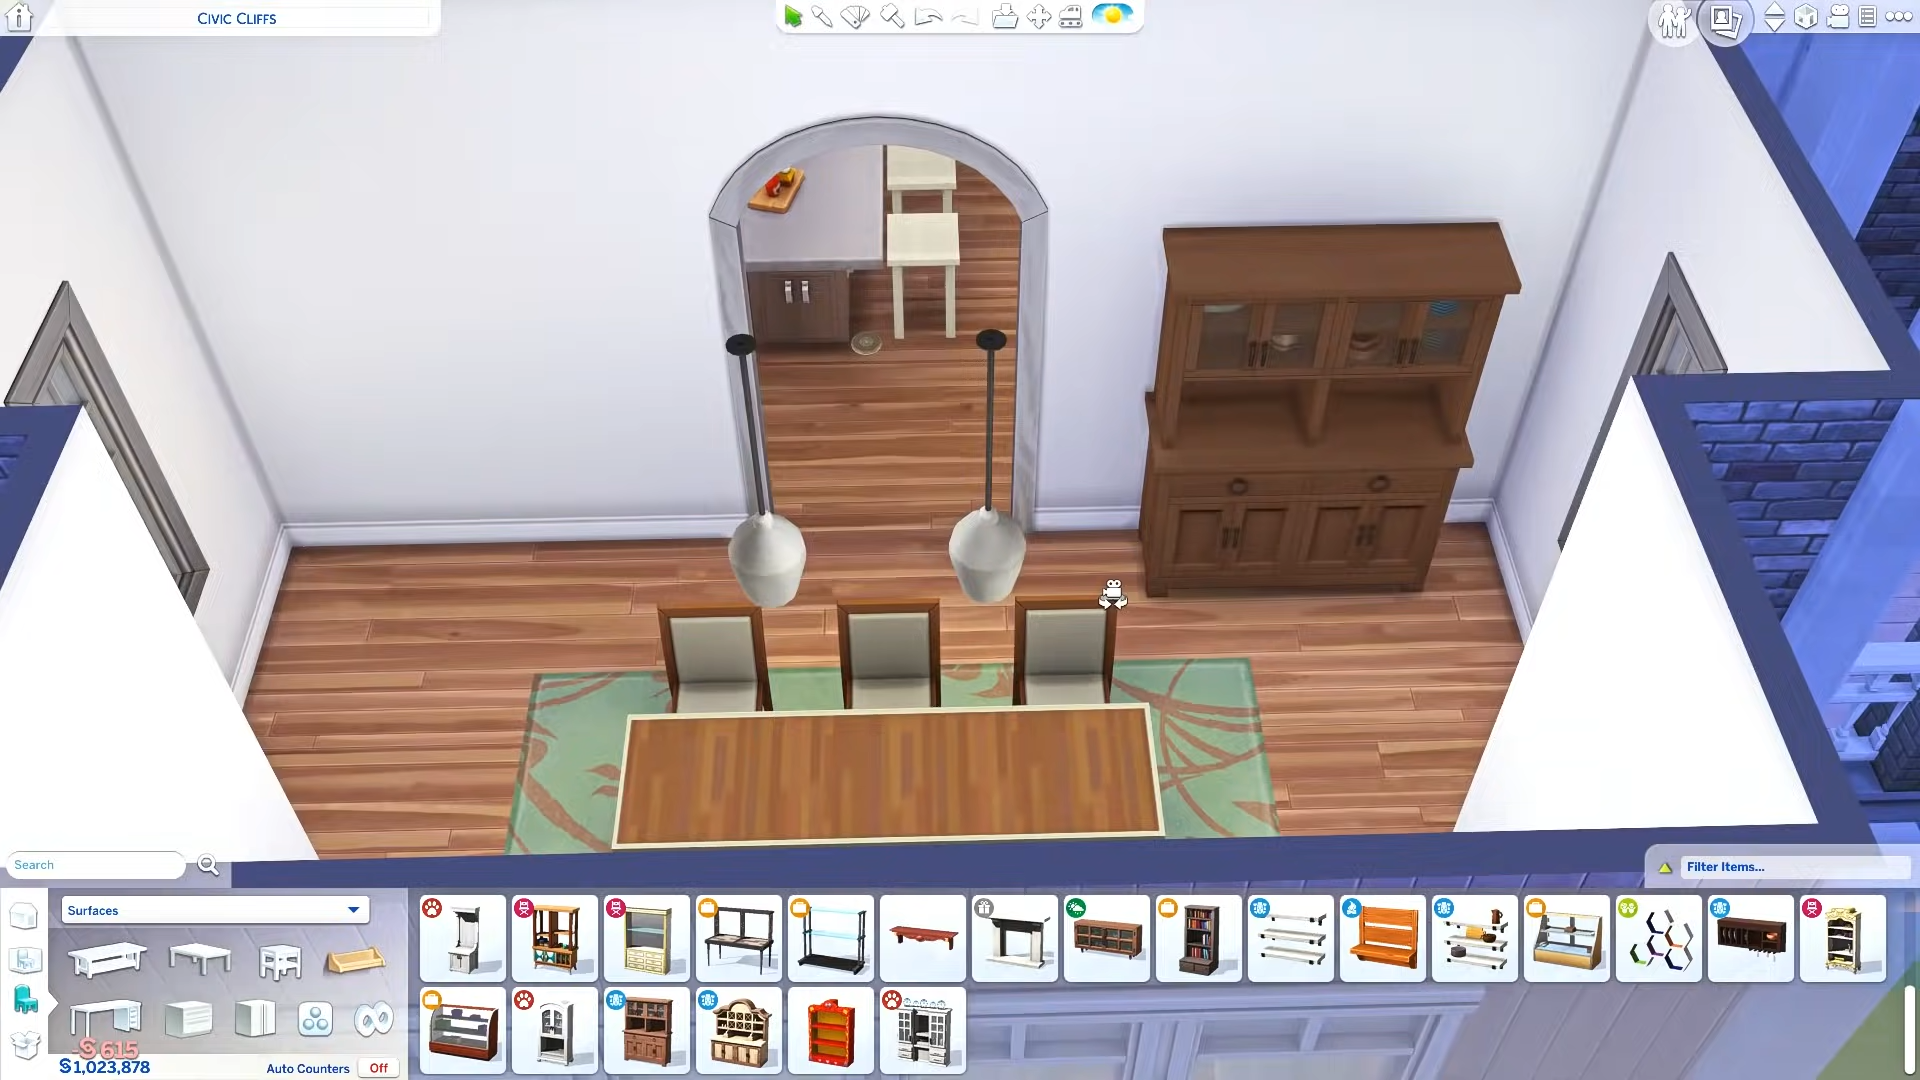 Civic Cliffs
Search
Filter Items...
Surfaces
-§615
§1,023,878
Auto Counters
Off